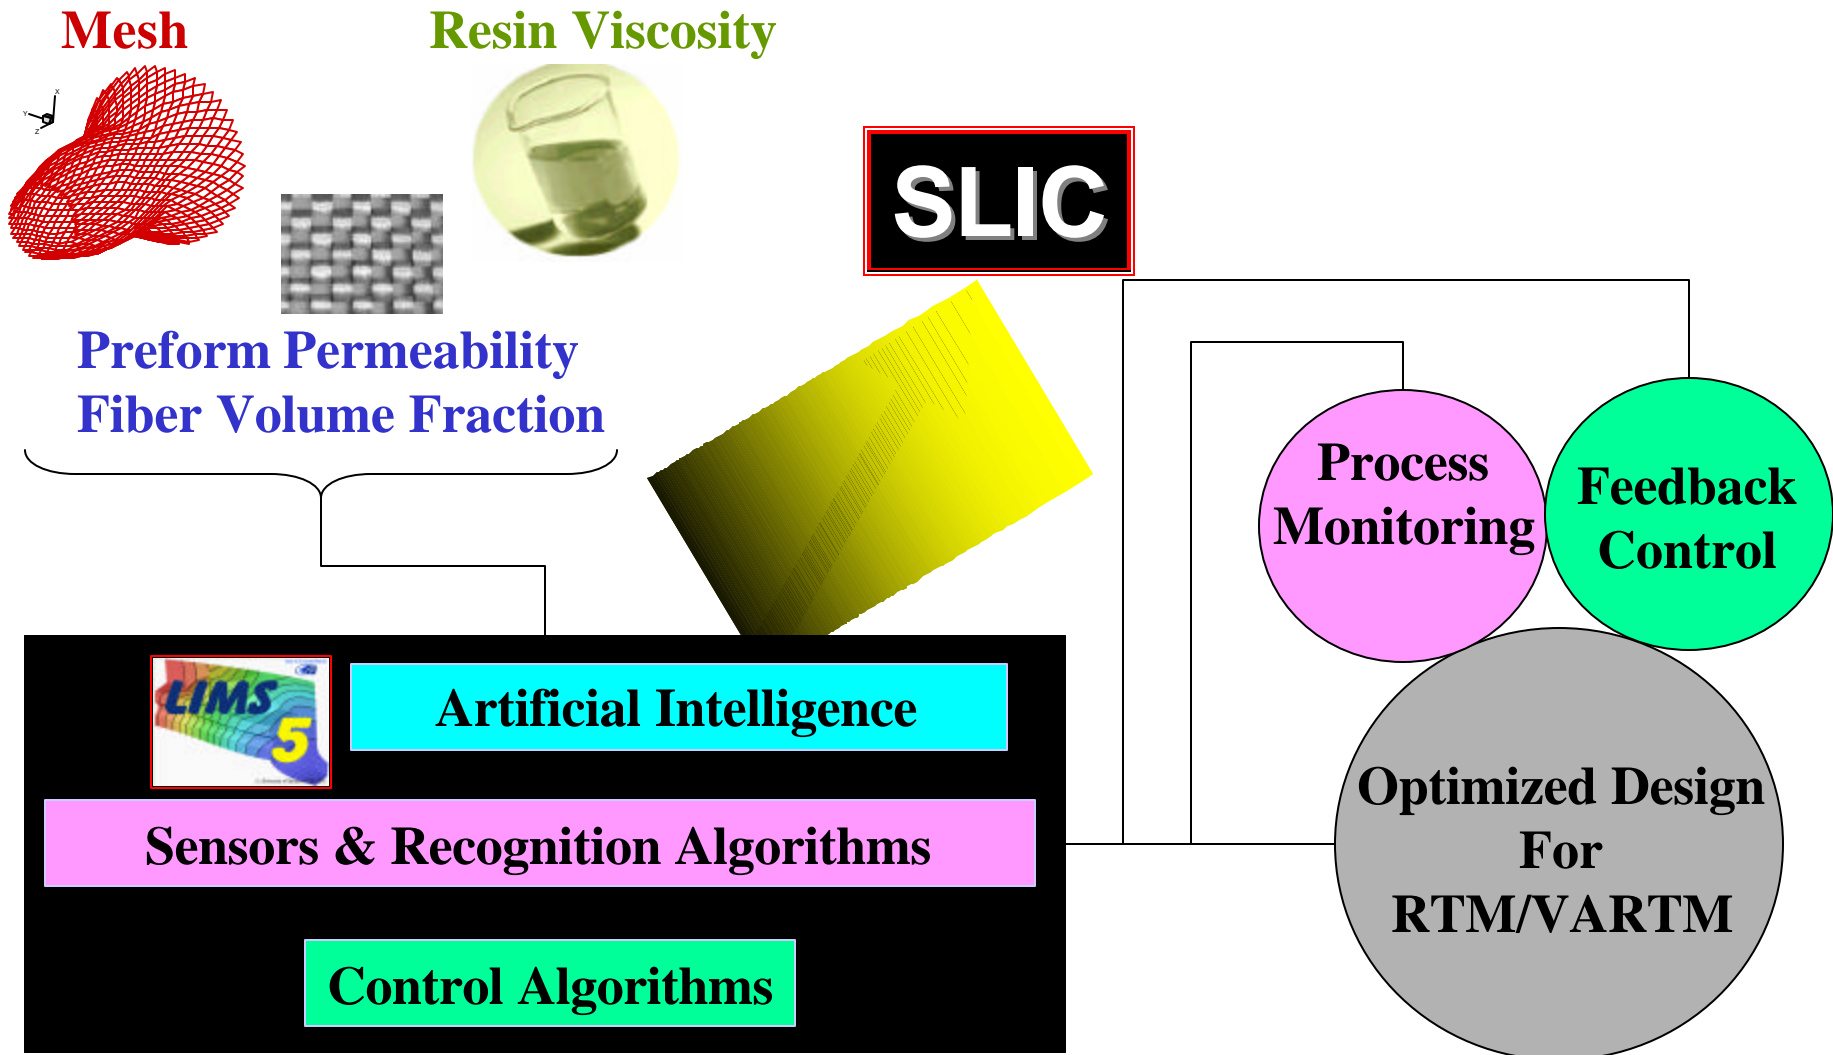 Mesh
Resin Viscosity
X
Y
Z
SLIC
Preform Permeability
Fiber Volume Fraction
Process
Monitoring
Feedback
Control
LIMS
5
Artificial Intelligence
Sensors & Recognition Algorithms
Control Algorithms
Optimized Design
For
RTM/VARTM